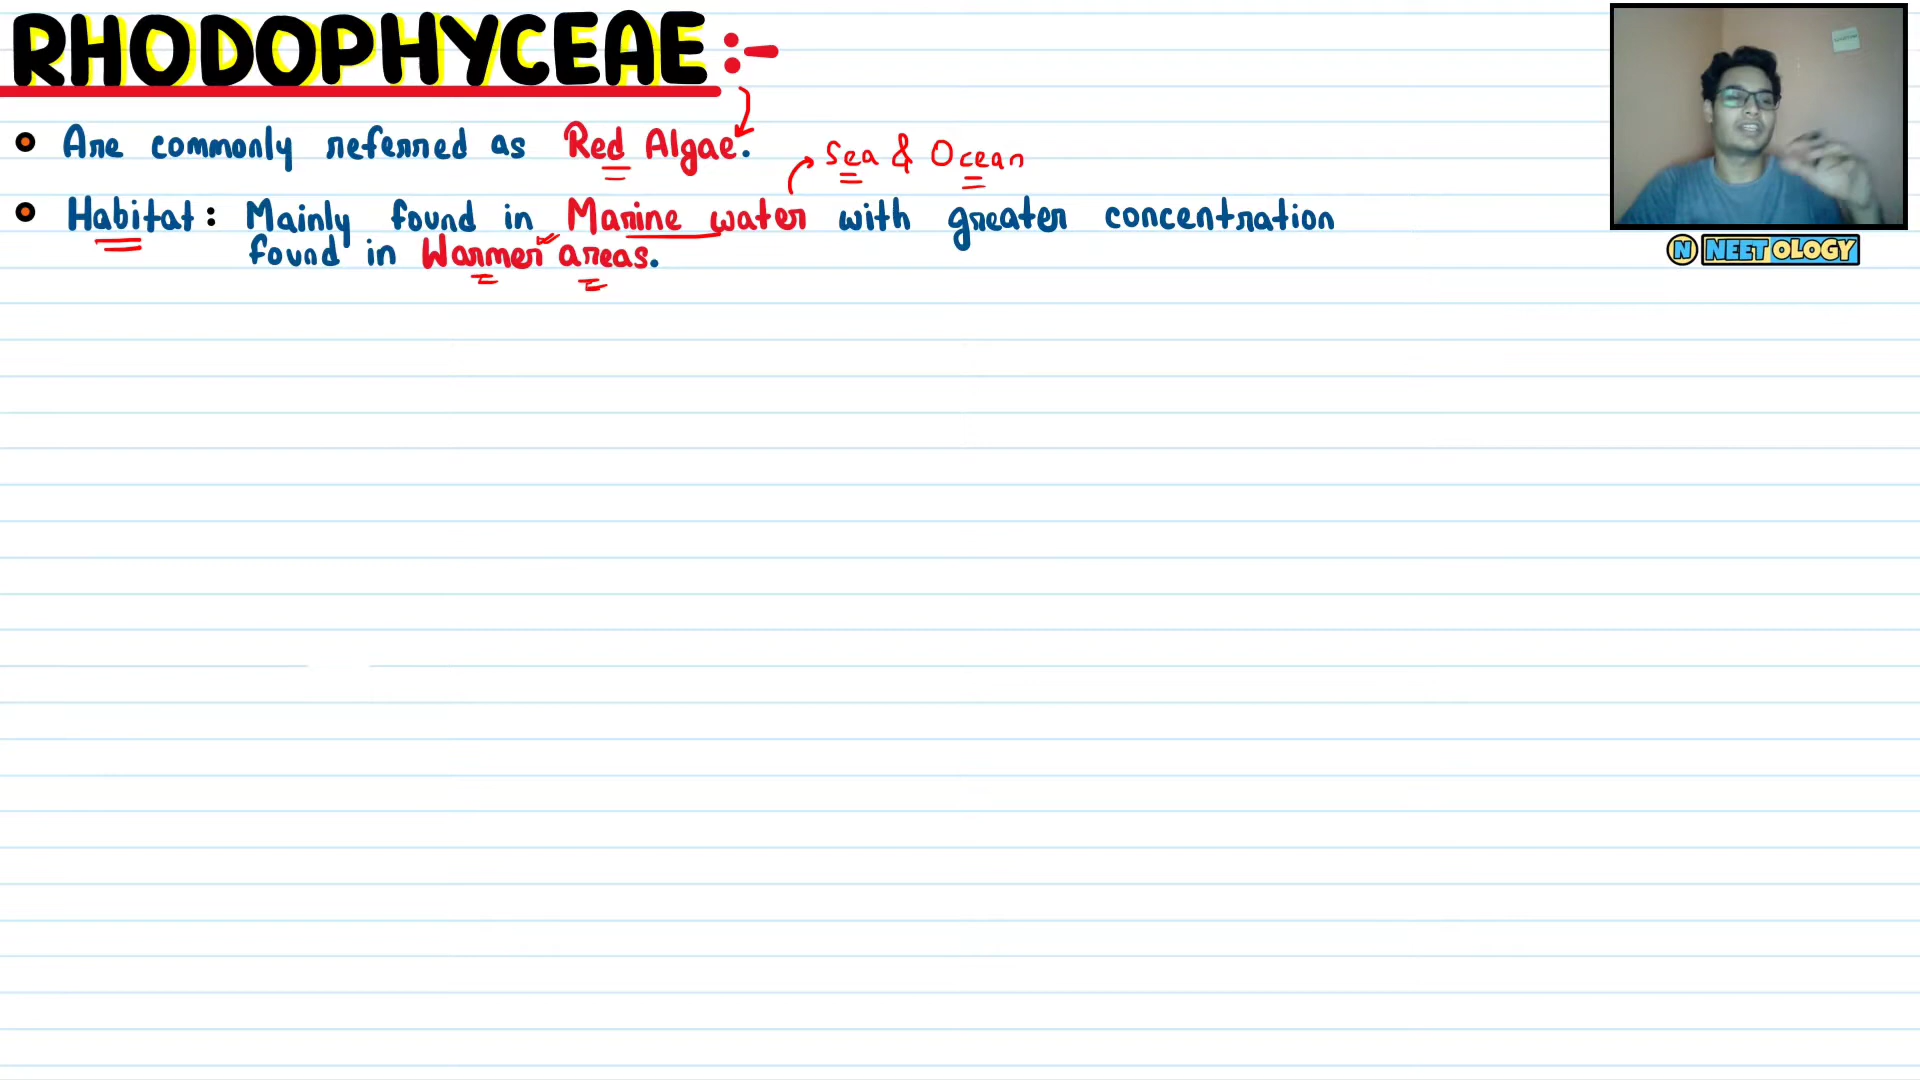 RHODOPHYCEAE :-
Are commonly referred as Red Algae.
Sea & Ocean
Habitat : Mainly found in Marine water with greater concentration
found in Warmer areas.
N NEETOLOGY